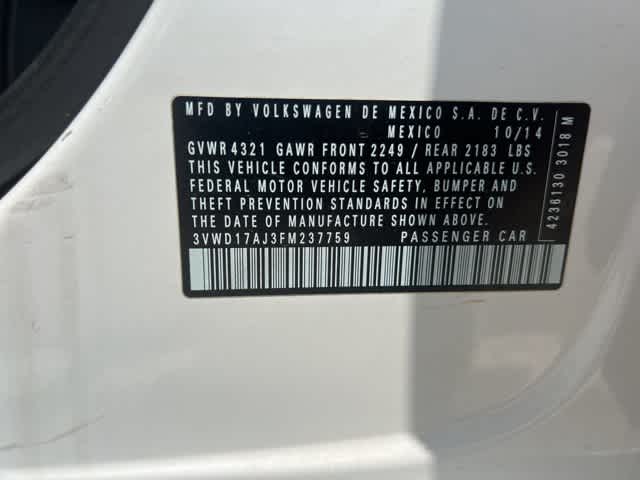 MFD BY VOLKSWAGEN DE MEXICO S.A. DE C.V.
MEXICO 10/14
GVWR 4321 GAWR FRONT 2249 / REAR 2183 LBS
THIS VEHICLE CONFORMS TO ALL APPLICABLE U.S.
FEDERAL MOTOR VEHICLE SAFETY, BUMPER AND
THEFT PREVENTION STANDARDS IN EFFECT ON
THE DATE OF MANUFACTURE SHOWN ABOVE.
3VWD17AJ3FM237759 PASSENGER CAR
4236130 3018 M